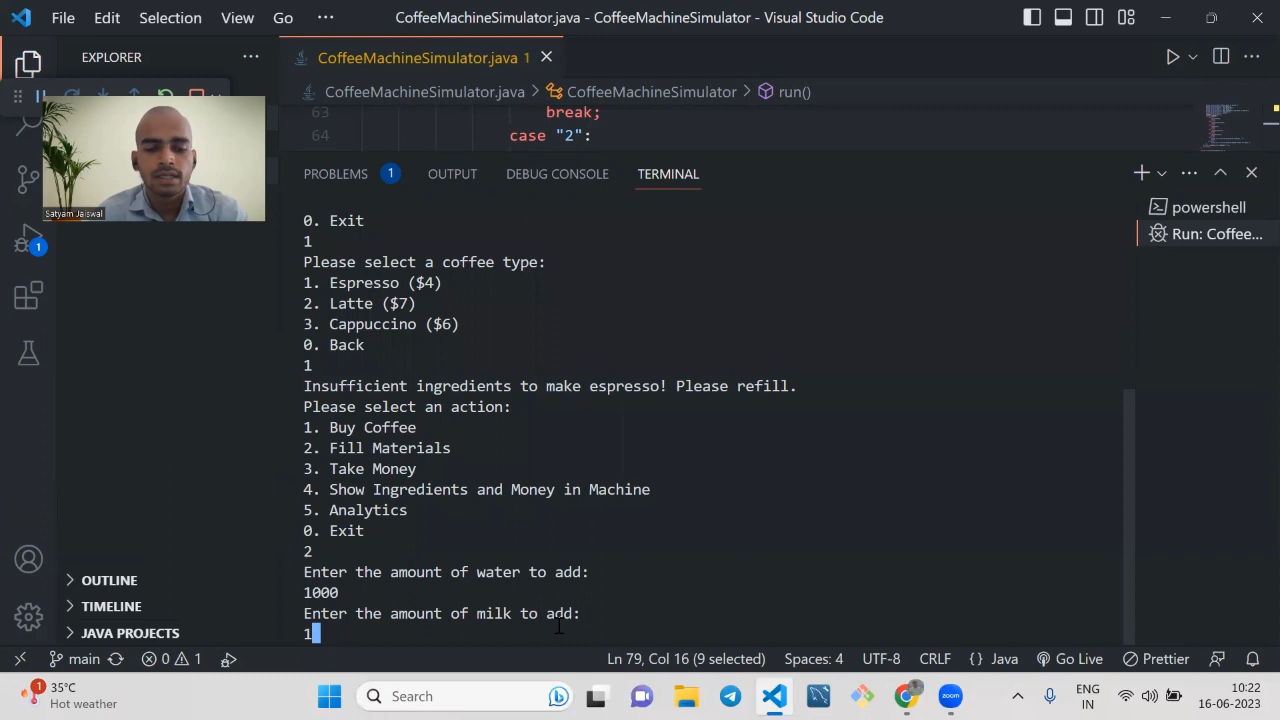 File Edit Selection View Go ··· CoffeeMachineSimulator.java - CoffeeMachineSimulator - Visual Studio Code
EXPLORER ···
CoffeeMachineSimulator.java 1
CoffeeMachineSimulator.java > CoffeeMachineSimulator > run()
63 break;
64 case "2":
Satyam Jaiswal
PROBLEMS 1 OUTPUT DEBUG CONSOLE TERMINAL
powershell
Run: Coffee...
0. Exit
1
Please select a coffee type:
1. Espresso ($4)
2. Latte ($7)
3. Cappuccino ($6)
0. Back
1
Insufficient ingredients to make espresso! Please refill.
Please select an action:
1. Buy Coffee
2. Fill Materials
3. Take Money
4. Show Ingredients and Money in Machine
5. Analytics
0. Exit
2
Enter the amount of water to add:
1000
Enter the amount of milk to add:
1
1
OUTLINE
TIMELINE
JAVA PROJECTS
main 0 1 Ln 79, Col 16 (9 selected) Spaces: 4 UTF-8 CRLF {} Java Go Live Prettier
1
35°C
Hot weather
Search
zoom
ENG
IN
10:22
16-06-2023